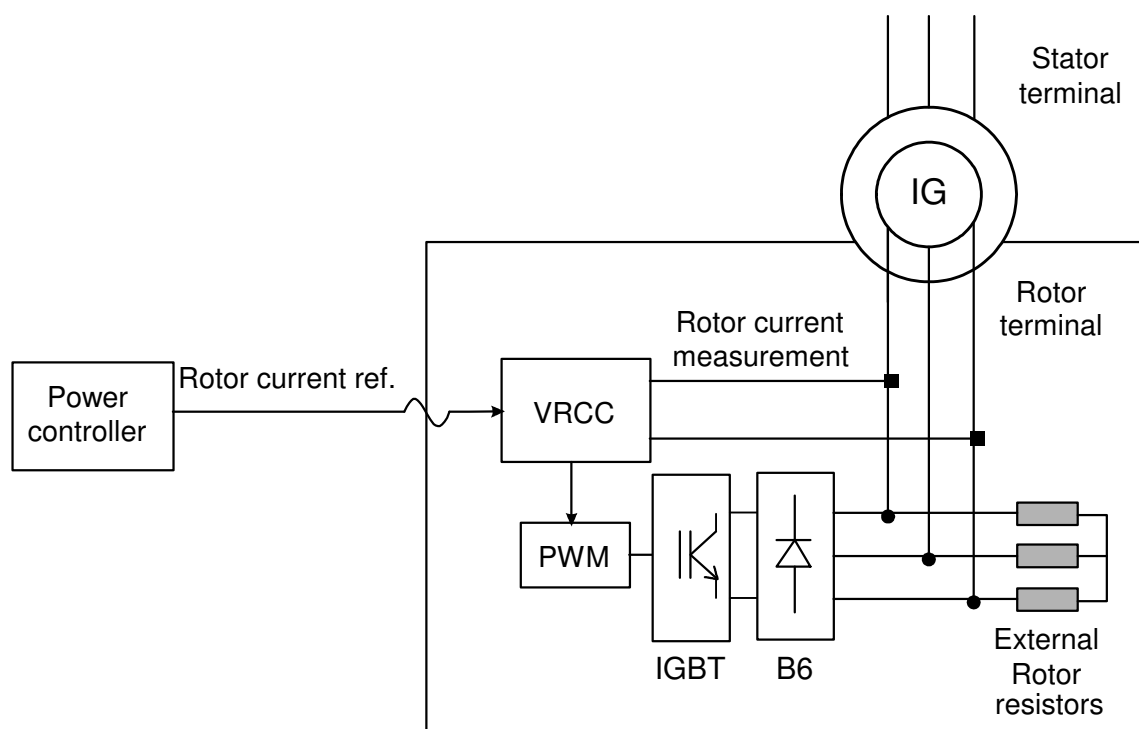 Stator
terminal
IG
Rotor
terminal
Rotor current
measurement
Rotor current ref.
Power
controller
VRCC
PWM
IGBT
B6
External
Rotor
resistors